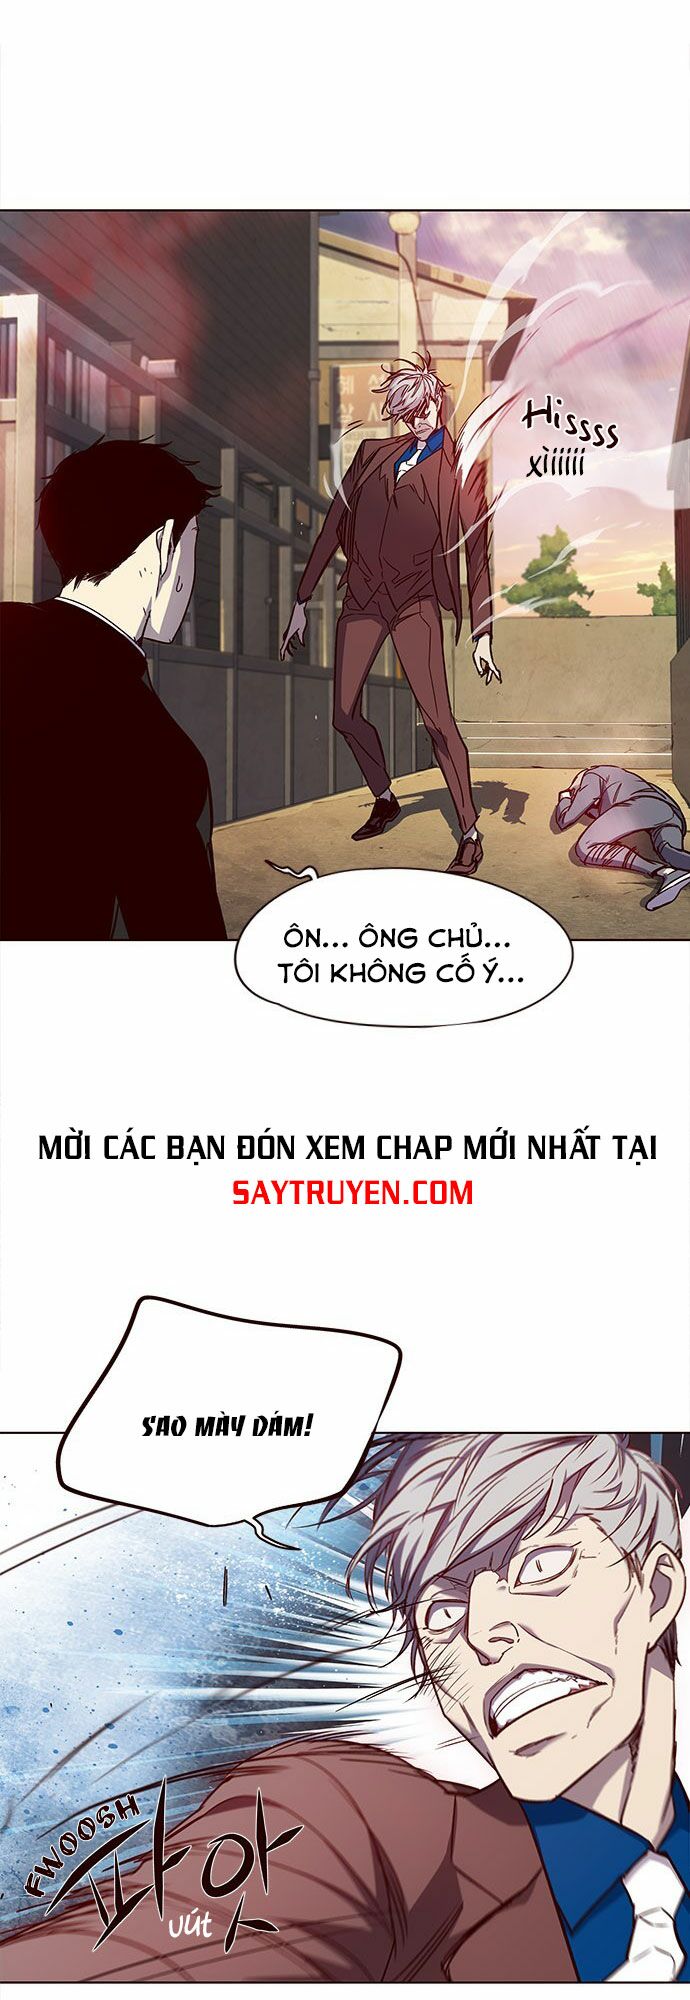 Hissss
xìiiiii
ÔN... ÔNG CHỦ...
TÔI KHÔNG CỐ Ý...
MỜI CÁC BẠN ĐÓN XEM CHAP MỚI NHẤT TẠI
SAYTRUYEN.COM
SAO MÀY DÁM!
FWOOSH
파앗
vút